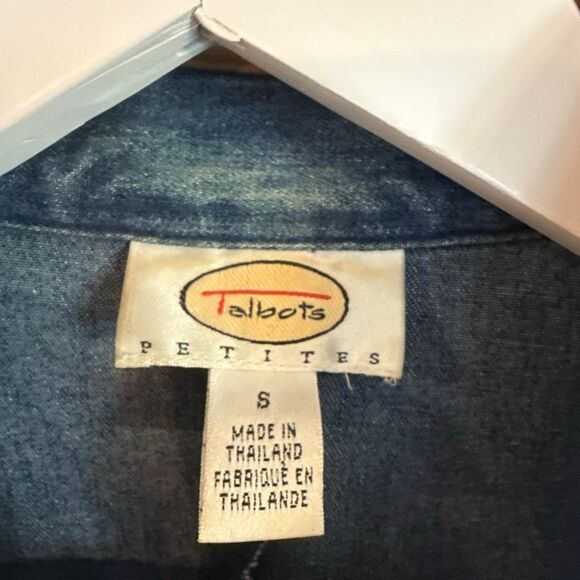 Talbots
PETITES
S
MADE IN
THAILAND
FABRIQUÈ EN
THAILANDE